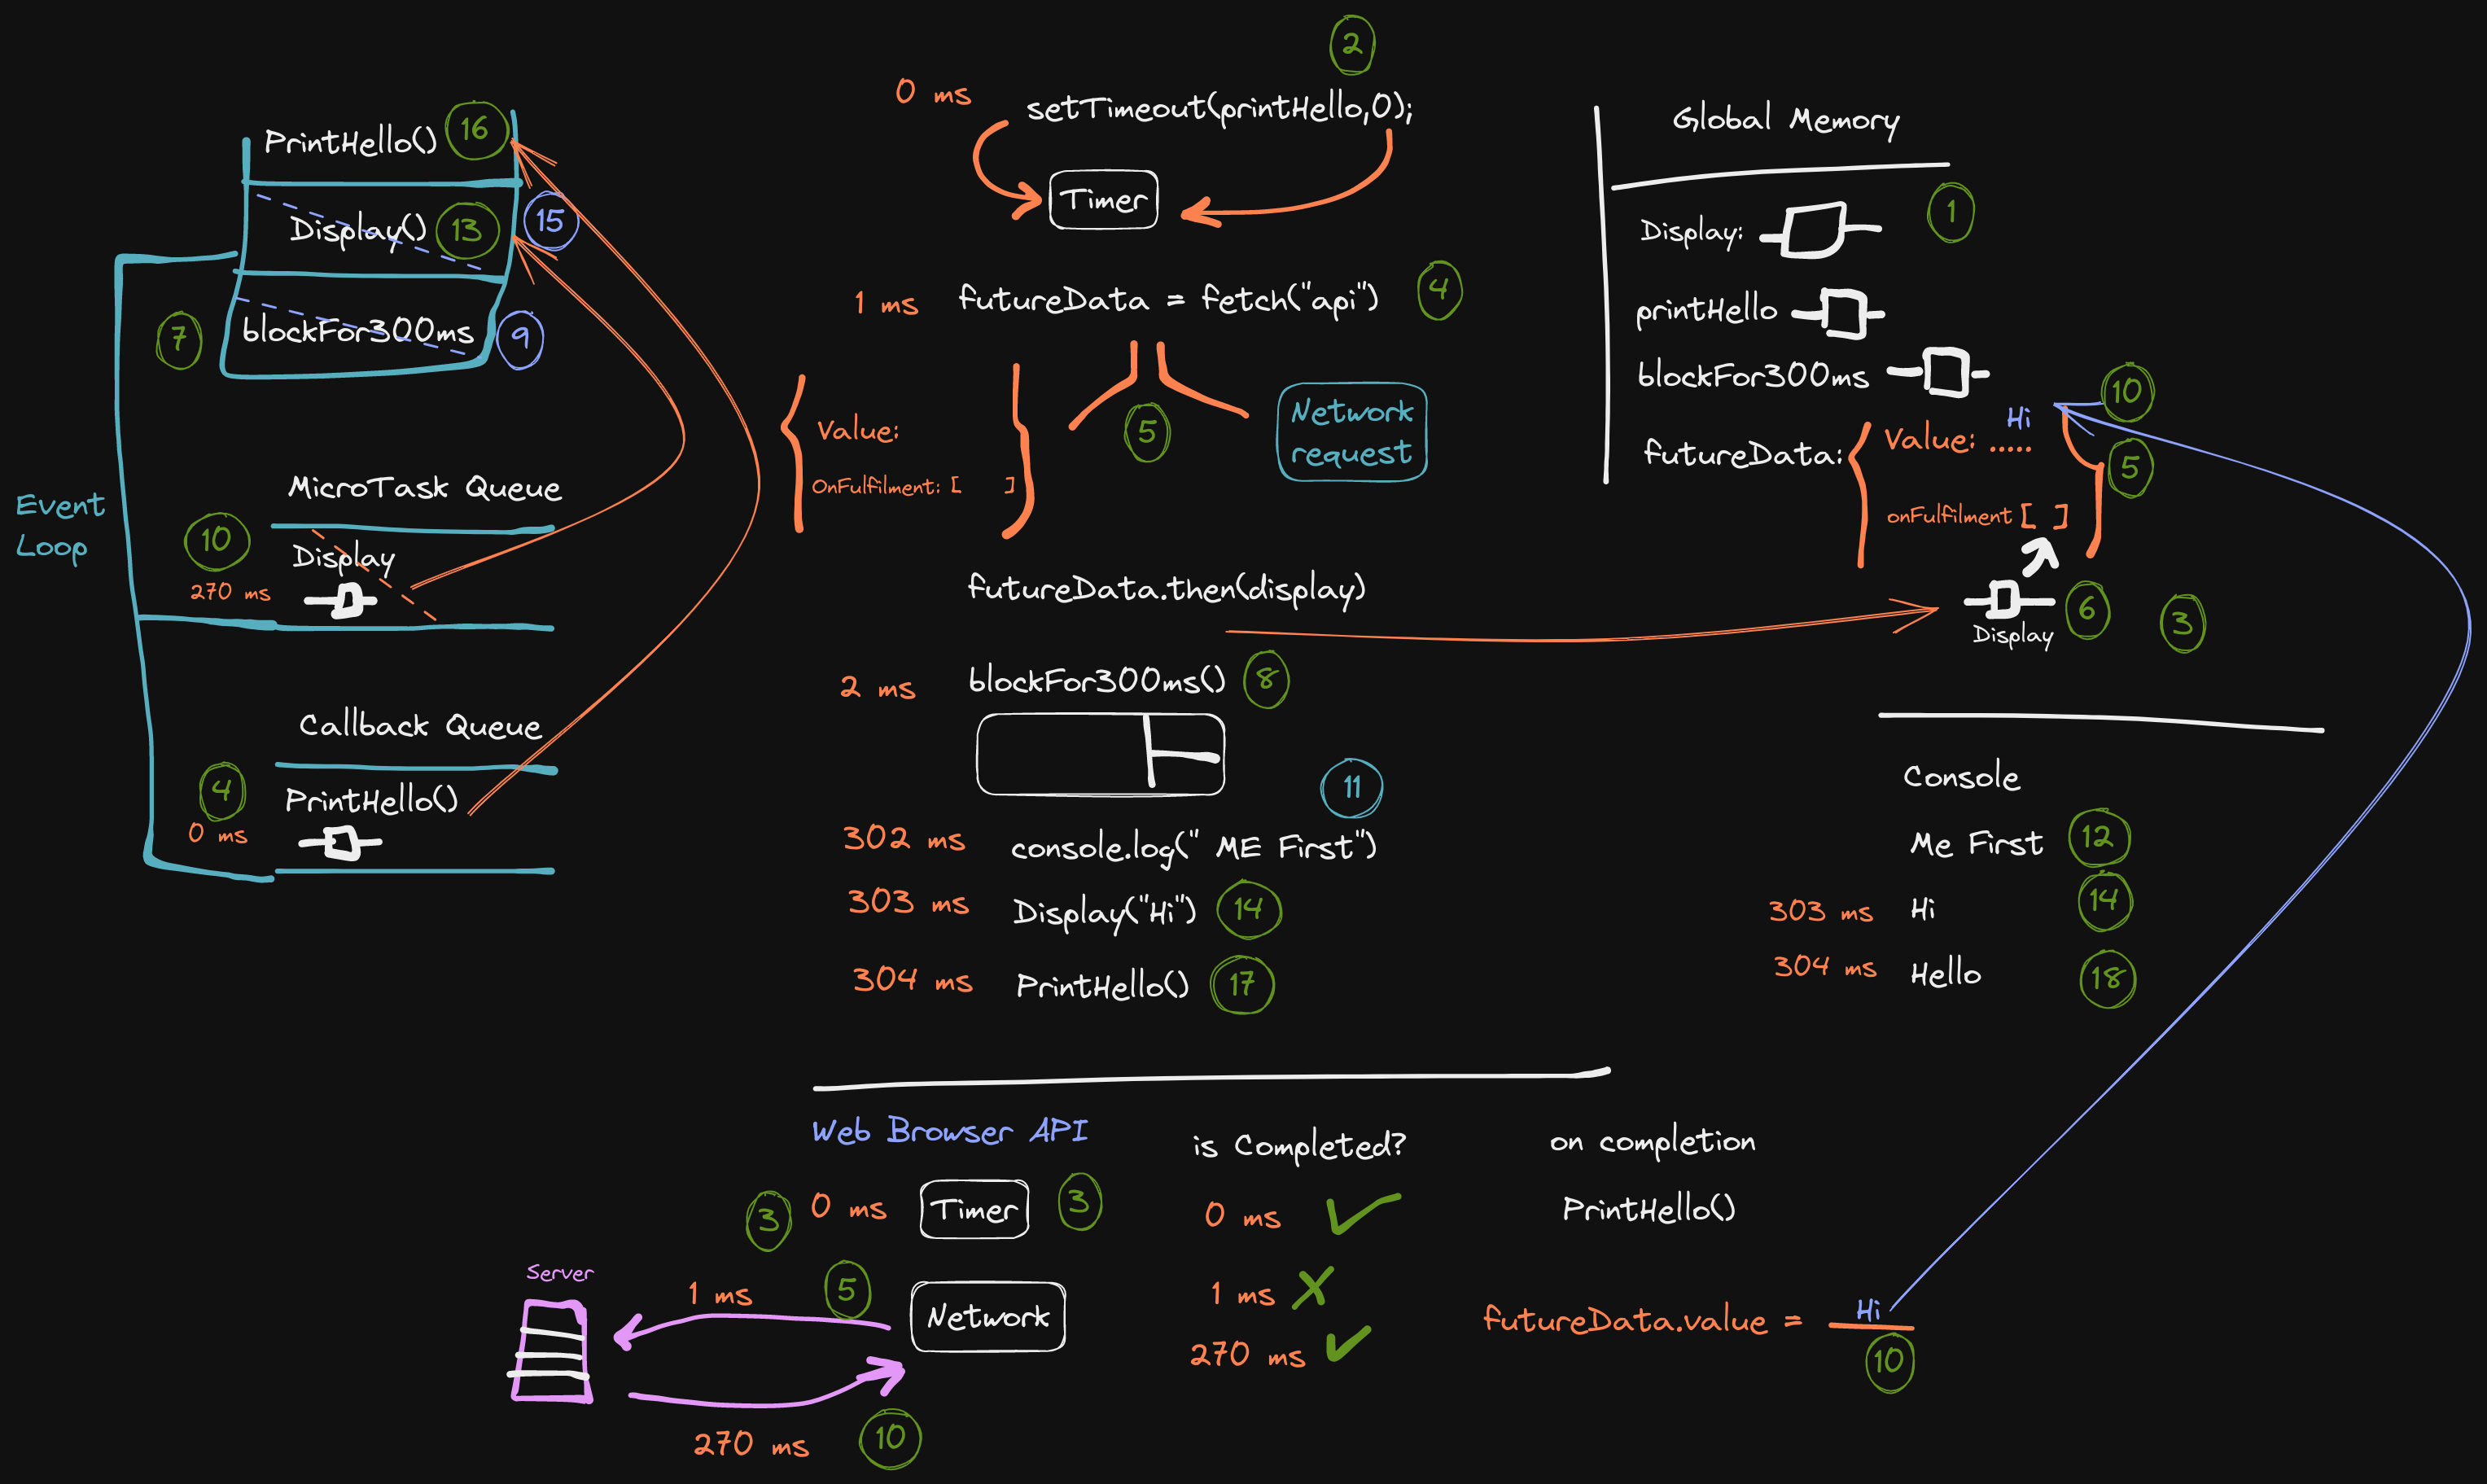 PrintHello() 16
Display() 13 15
7 blockFor300ms 9
Event
Loop
MicroTask Queue
10 Display
270 ms
Callback Queue
4 PrintHello()
0 ms
2
0 ms setTimeout(printHello,0);
Timer
1 ms futureData = fetch("api") 4
Value:
OnFulfilment: [ ]
5
Network
request
futureData.then(display)
2 ms blockFor300ms() 8
11
302 ms console.log(" ME First")
303 ms Display("Hi") 14
304 ms PrintHello() 17
Global Memory
Display: 1
printHello
blockFor300ms
Hi 10
futureData: Value: ..... 5
onFulfilment [ ]
6 3
Display
Console
Me First 12
303 ms Hi 14
304 ms Hello 18
Web Browser API is Completed? on completion
3 0 ms Timer 3 0 ms PrintHello()
Server
1 ms 5 Network 1 ms
futureData.value = Hi
270 ms
10
270 ms 10